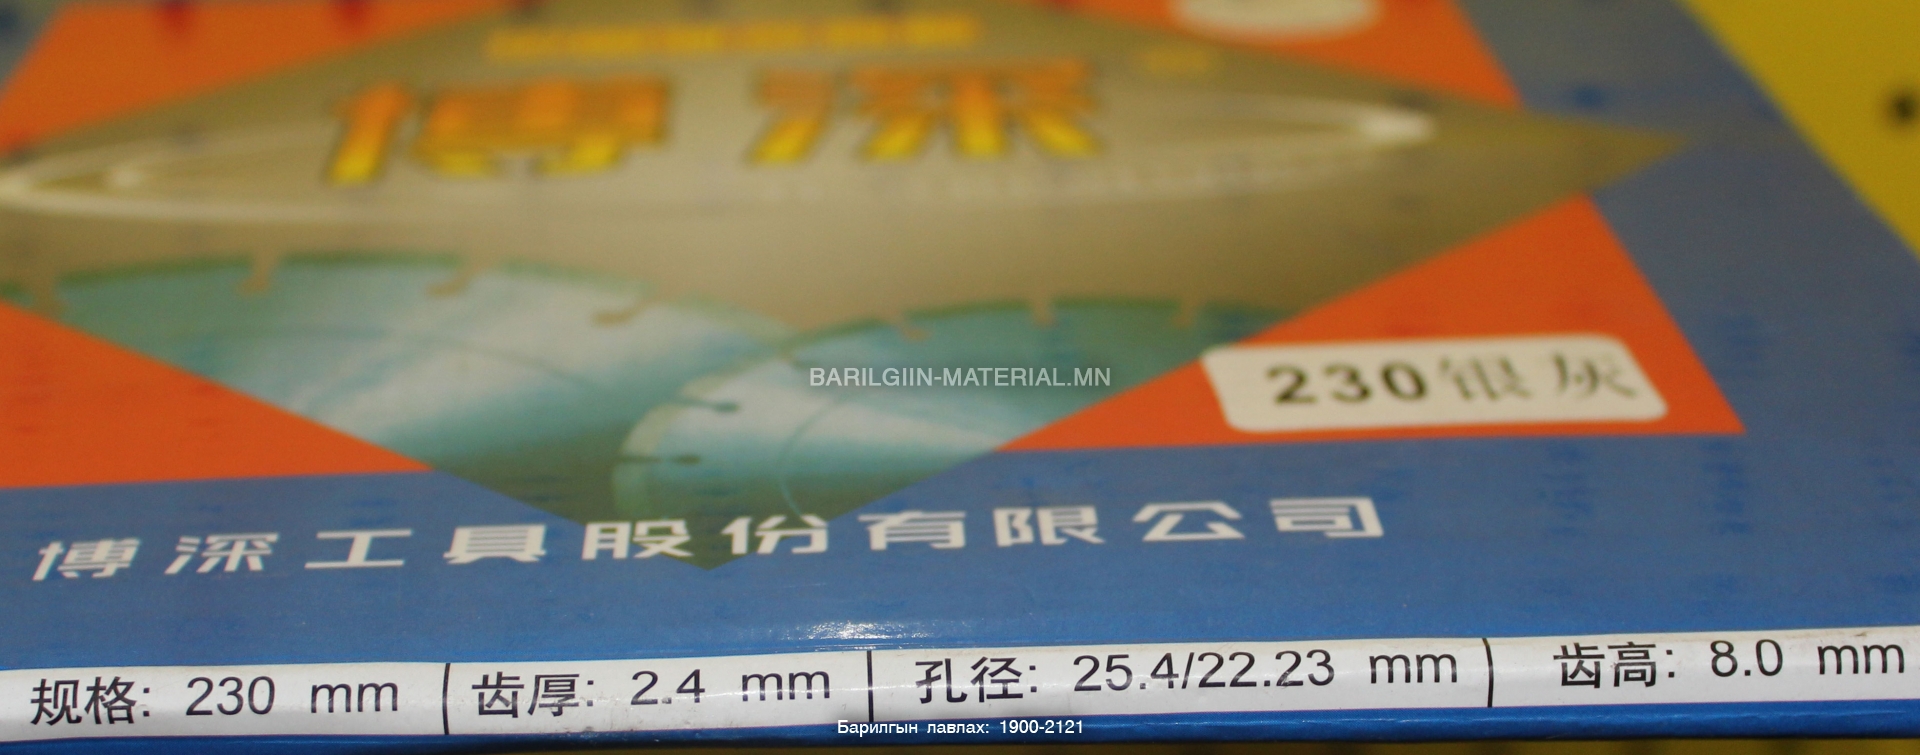 博深
BARILGIIN-MATERIAL.MN
230银灰
博深工具股份有限公司
规格: 230 mm | 齿厚: 2.4 mm | 孔径: 25.4/22.23 mm | 齿高: 8.0 mm
Барилгын лавлах: 1900-2121